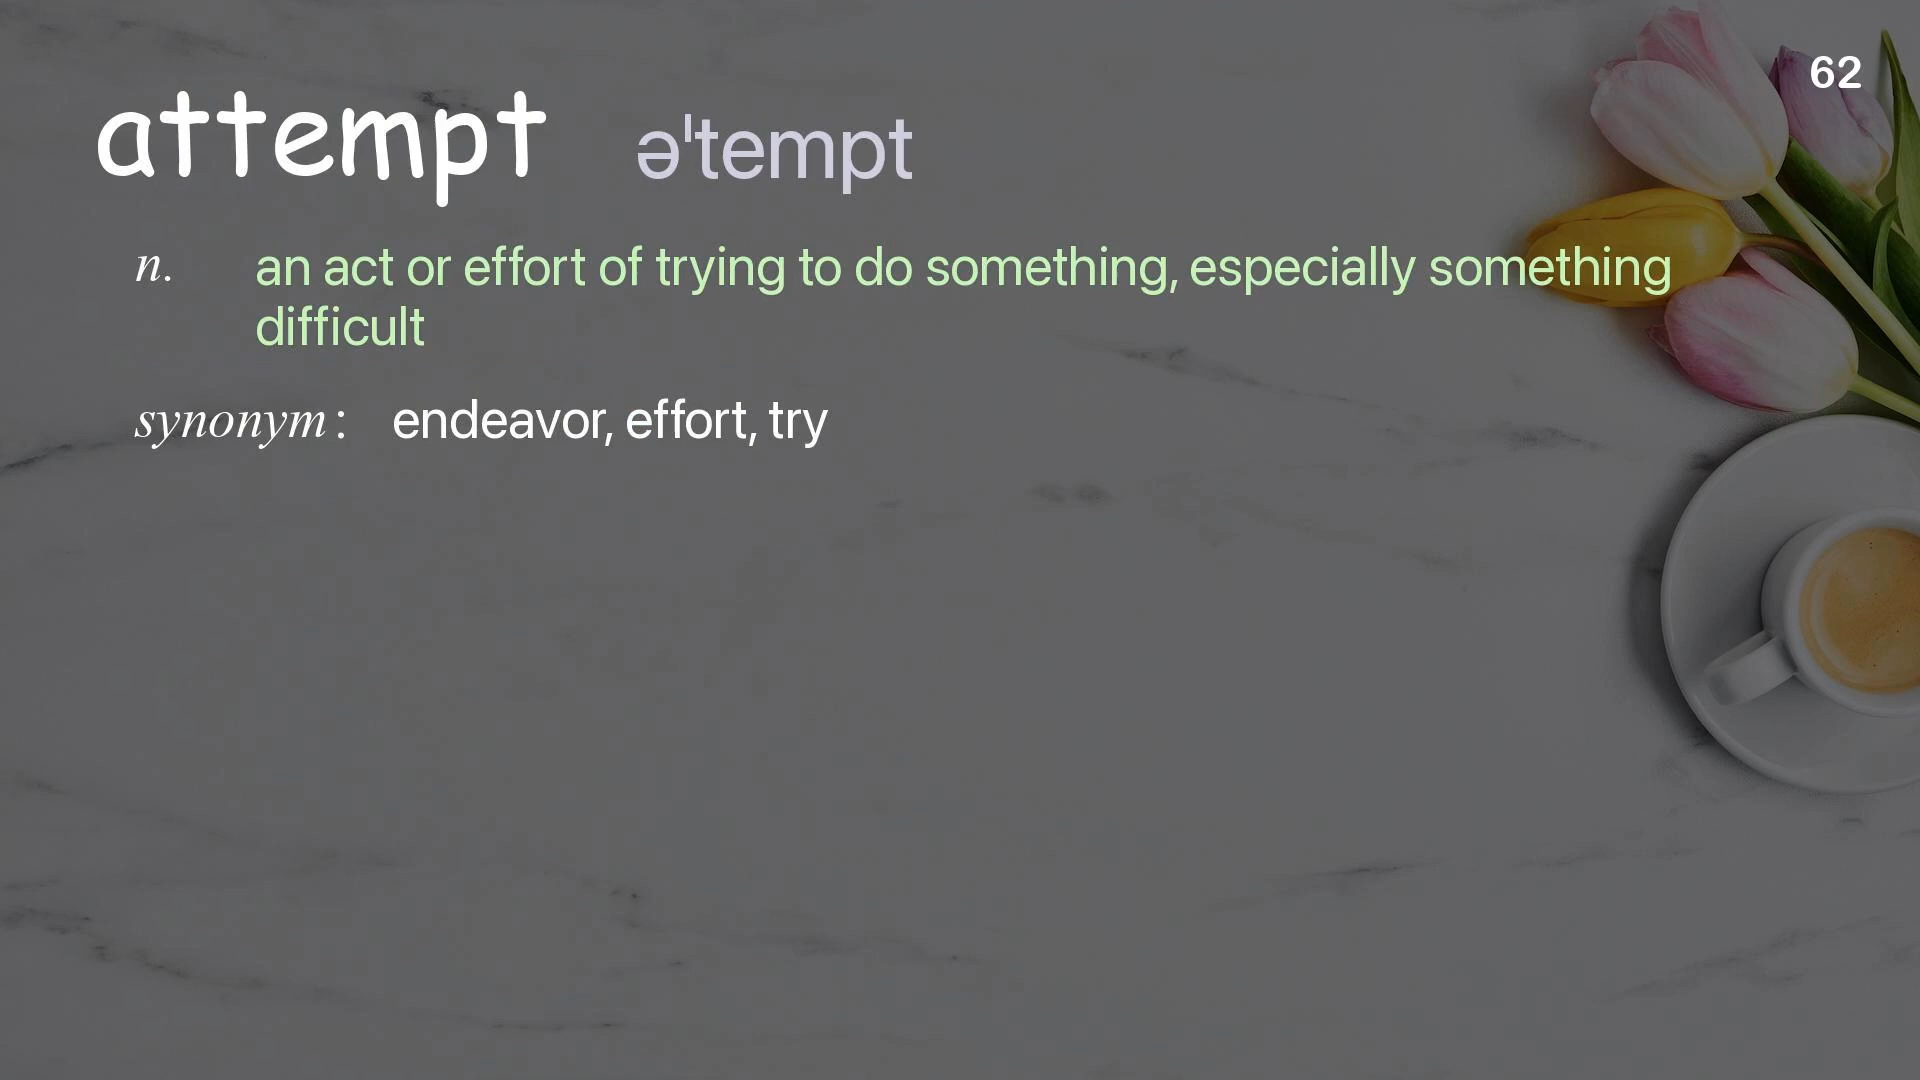 62
attempt əˈtempt
n. an act or effort of trying to do something, especially something
difficult
synonym : endeavor, effort, try